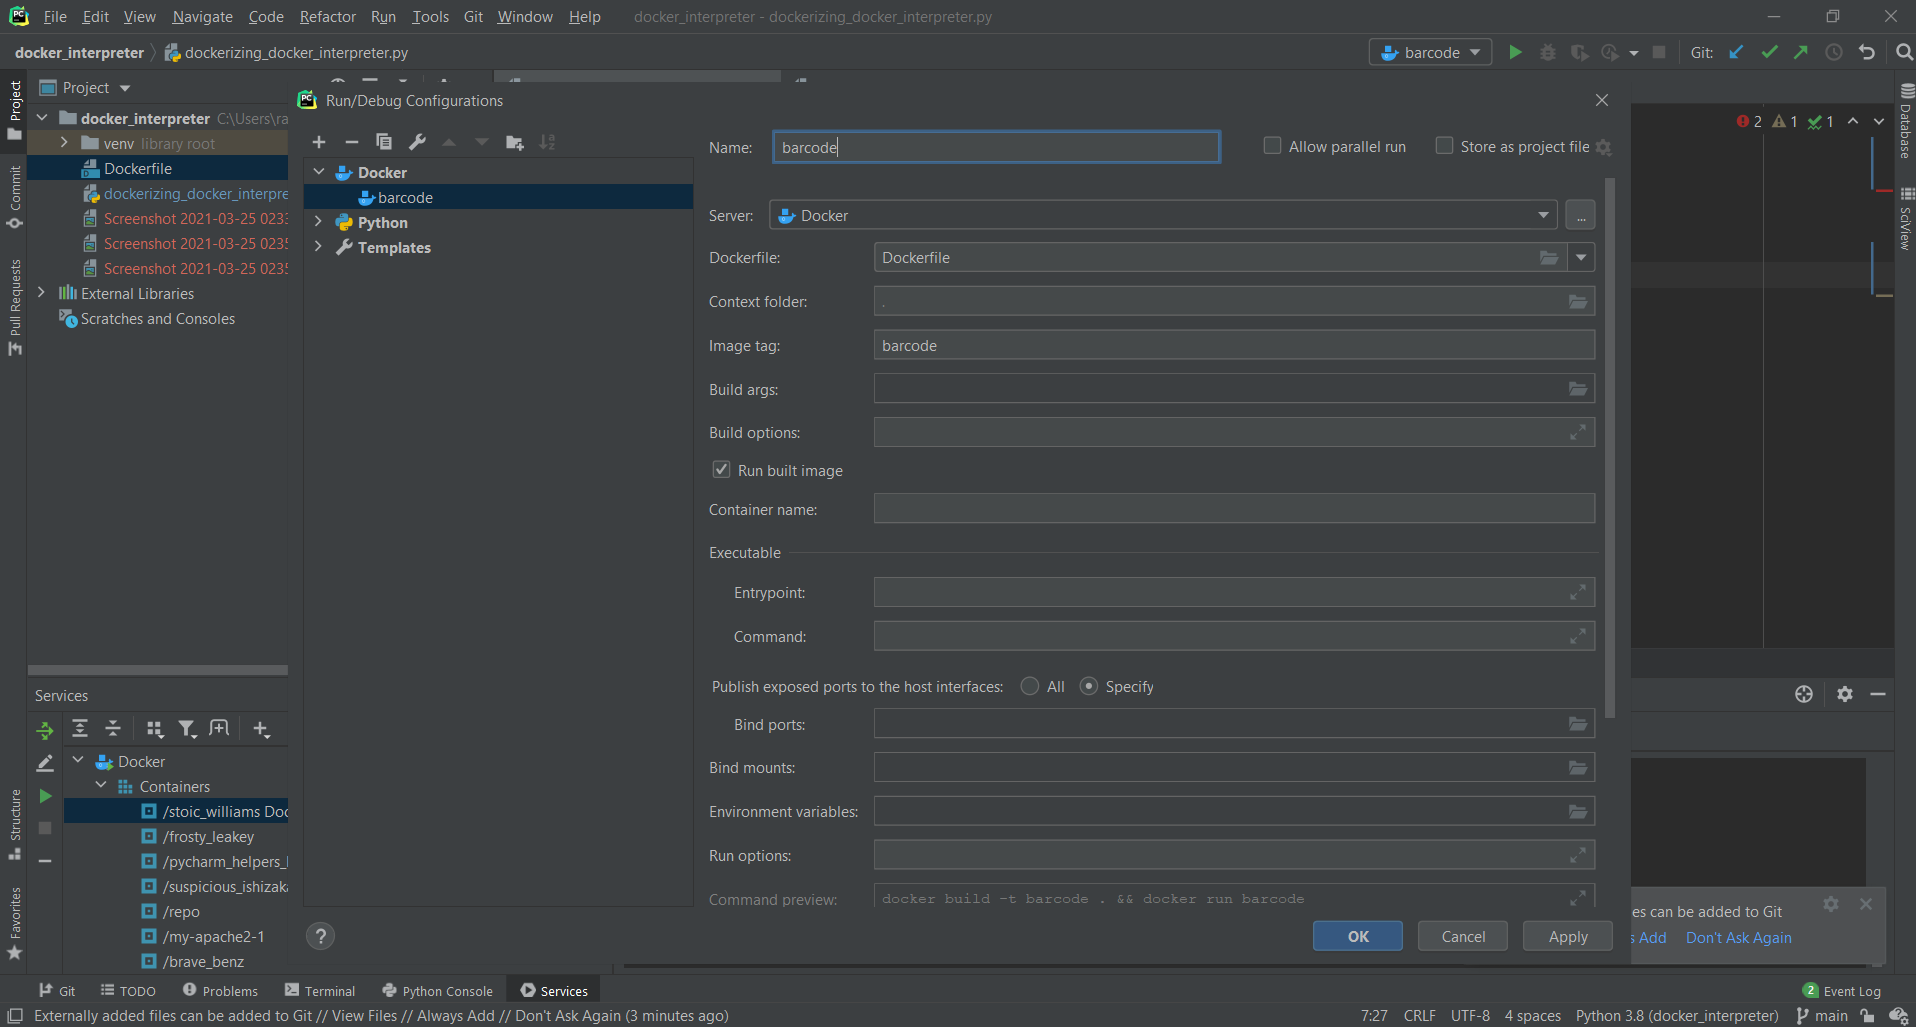 File Edit View Navigate Code Refactor Run Tools Git Window Help docker_interpreter - dockerizing_docker_interpreter.py
docker_interpreter dockerizing_docker_interpreter.py barcode Git:
Project
Run/Debug Configurations
docker_interpreter C:\Users\ra
venv library root
Dockerfile
dockerizing_docker_interpre
Screenshot 2021-03-25 0233
Screenshot 2021-03-25 0235
Screenshot 2021-03-25 0235
External Libraries
Scratches and Consoles
Project
Commit
Pull Requests
Structure
Favorites
Docker
barcode
Python
Templates
Name: barcode Allow parallel run Store as project file
Server: Docker ...
Dockerfile: Dockerfile
Context folder: .
Image tag: barcode
Build args:
Build options:
Run built image
Container name:
Executable
Entrypoint:
Command:
Publish exposed ports to the host interfaces: All Specify
Bind ports:
Bind mounts:
Environment variables:
Run options:
Command preview: docker build -t barcode . && docker run barcode
? OK Cancel Apply
2 1 1
Database
SciView
Services
Docker
Containers
/stoic_williams Doc
/frosty_leakey
/pycharm_helpers_
/suspicious_ishizaka
/repo
/my-apache2-1
/brave_benz
es can be added to Git
s Add Don't Ask Again
Git TODO Problems Terminal Python Console Services 2 Event Log
Externally added files can be added to Git // View Files // Always Add // Don't Ask Again (3 minutes ago) 7:27 CRLF UTF-8 4 spaces Python 3.8 (docker_interpreter) main